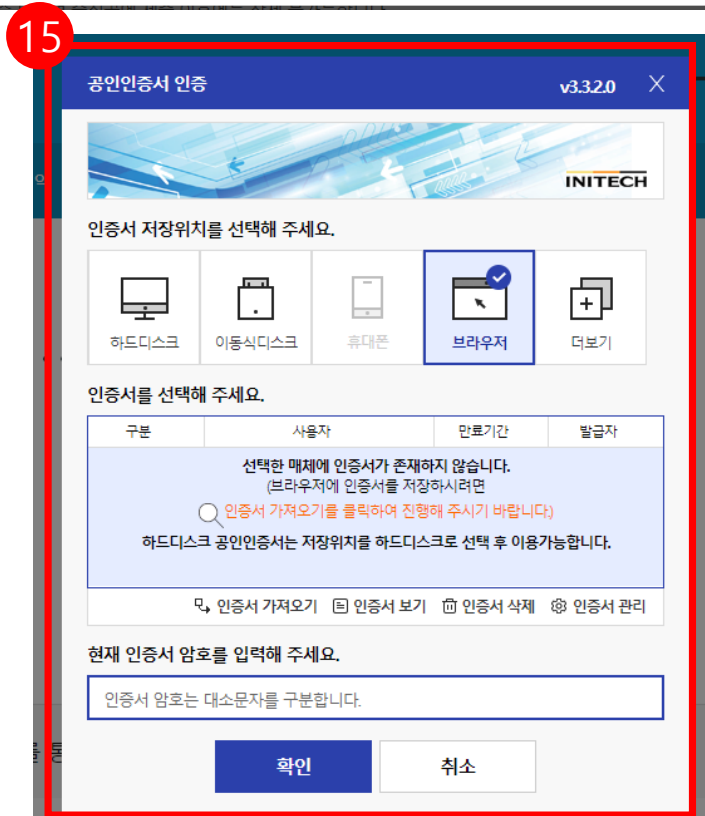 15
공인인증서 인증
v3.3.2.0
INITECH
인증서 저장위치를 선택해 주세요.
하드디스크 이동식디스크 휴대폰 브라우저 더보기
인증서를 선택해 주세요.
구분 사용자 만료기간 발급자
선택한 매체에 인증서가 존재하지 않습니다.
(브라우저에 인증서를 저장하시려면
인증서 가져오기를 클릭하여 진행해 주시기 바랍니다.)
하드디스크 공인인증서는 저장위치를 하드디스크로 선택 후 이용가능합니다.
인증서 가져오기 인증서 보기 인증서 삭제 인증서 관리
현재 인증서 암호를 입력해 주세요.
인증서 암호는 대소문자를 구분합니다.
확인 취소